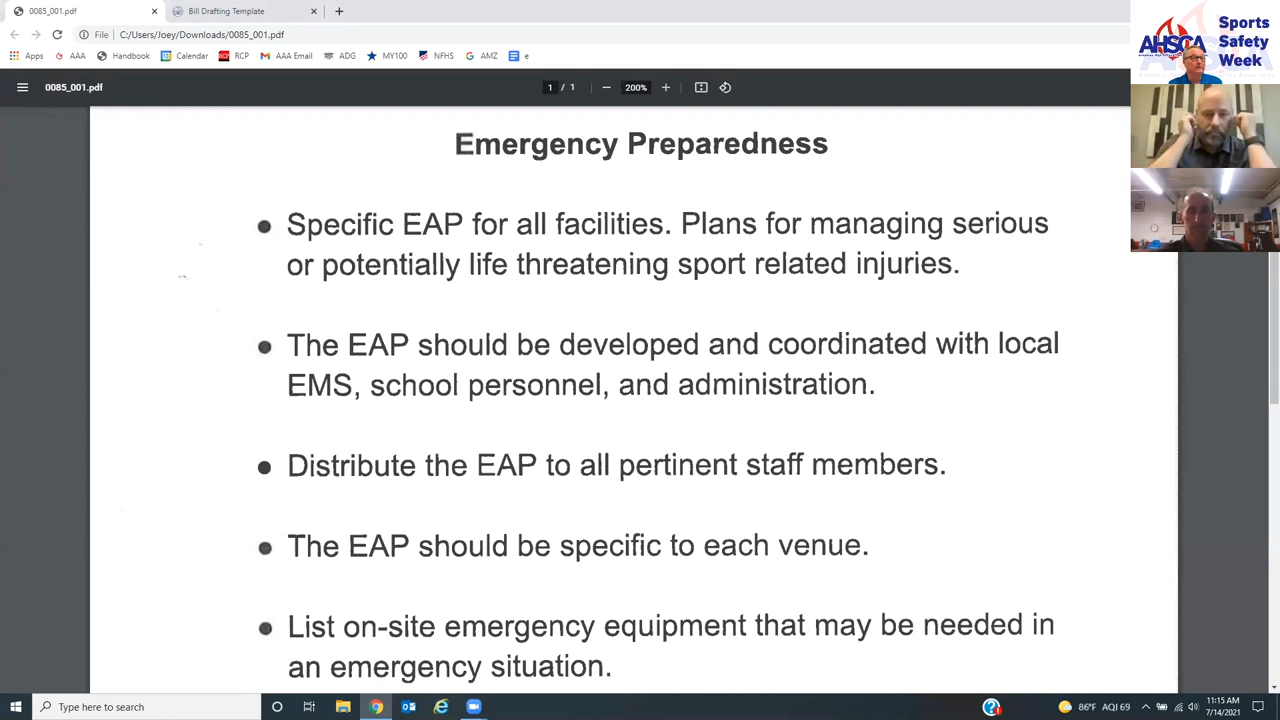 0085_001.pdf
Bill Drafting Template
File
C:/Users/Joey/Downloads/0085_001.pdf
Apps AAA Handbook Calendar RCP AAA Email ADG MY100 NFHS AMZ e
0085_001.pdf
1 / 1
200%
AHSCA
Sports
Safety
Week
Emergency Preparedness
Specific EAP for all facilities. Plans for managing serious
or potentially life threatening sport related injuries.
The EAP should be developed and coordinated with local
EMS, school personnel, and administration.
Distribute the EAP to all pertinent staff members.
The EAP should be specific to each venue.
List on-site emergency equipment that may be needed in
an emergency situation.
Type here to search
86°F AQI 69
11:15 AM
7/14/2021